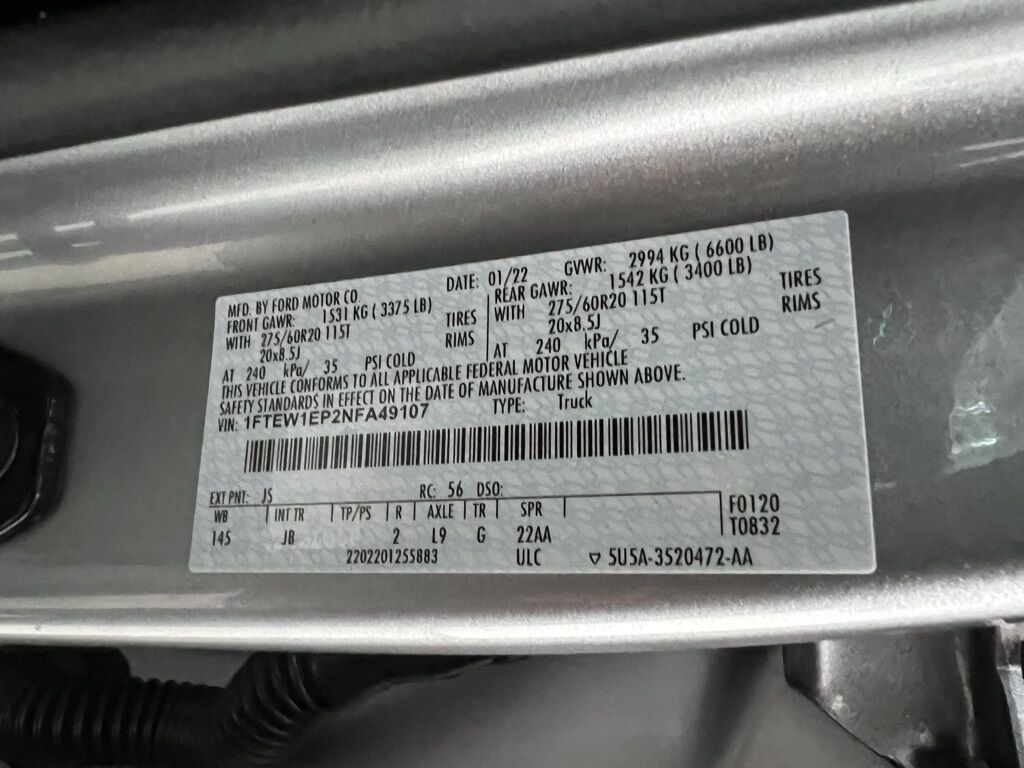 MFD. BY FORD MOTOR CO. DATE: 01/22 GVWR: 2994 KG ( 6600 LB)
FRONT GAWR: 1531 KG ( 3375 LB) REAR GAWR: 1542 KG ( 3400 LB)
WITH 275/60R20 115T TIRES WITH 275/60R20 115T TIRES
20x8.5J RIMS 20x8.5J RIMS
AT 240 kPa/ 35 PSI COLD AT 240 kPa/ 35 PSI COLD
THIS VEHICLE CONFORMS TO ALL APPLICABLE FEDERAL MOTOR VEHICLE
SAFETY STANDARDS IN EFFECT ON THE DATE OF MANUFACTURE SHOWN ABOVE.
VIN: 1FTEW1EP2NFA49107 TYPE: Truck
EXT PNT: JS RC: 56 DSO:
WB INT TR TP/PS R AXLE TR SPR F0120
145 JB 2 L9 G 22AA T0832
2202201255883 ULC ▽ 5U5A-3520472-AA